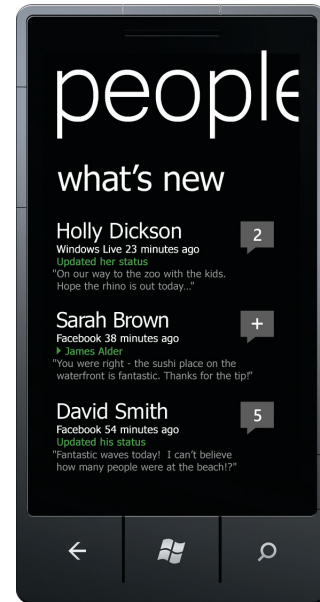 people
what's new
Holly Dickson
2
Windows Live 23 minutes ago
Updated her status
"On our way to the zoo with the kids.
Hope the rhino is out today..."
Sarah Brown
+
Facebook 38 minutes ago
James Alder
"You were right - the sushi place on the
waterfront is fantastic. Thanks for the tip!"
David Smith
5
Facebook 54 minutes ago
Updated his status
"Fantastic waves today!  I can't believe
how many people were at the beach!?"